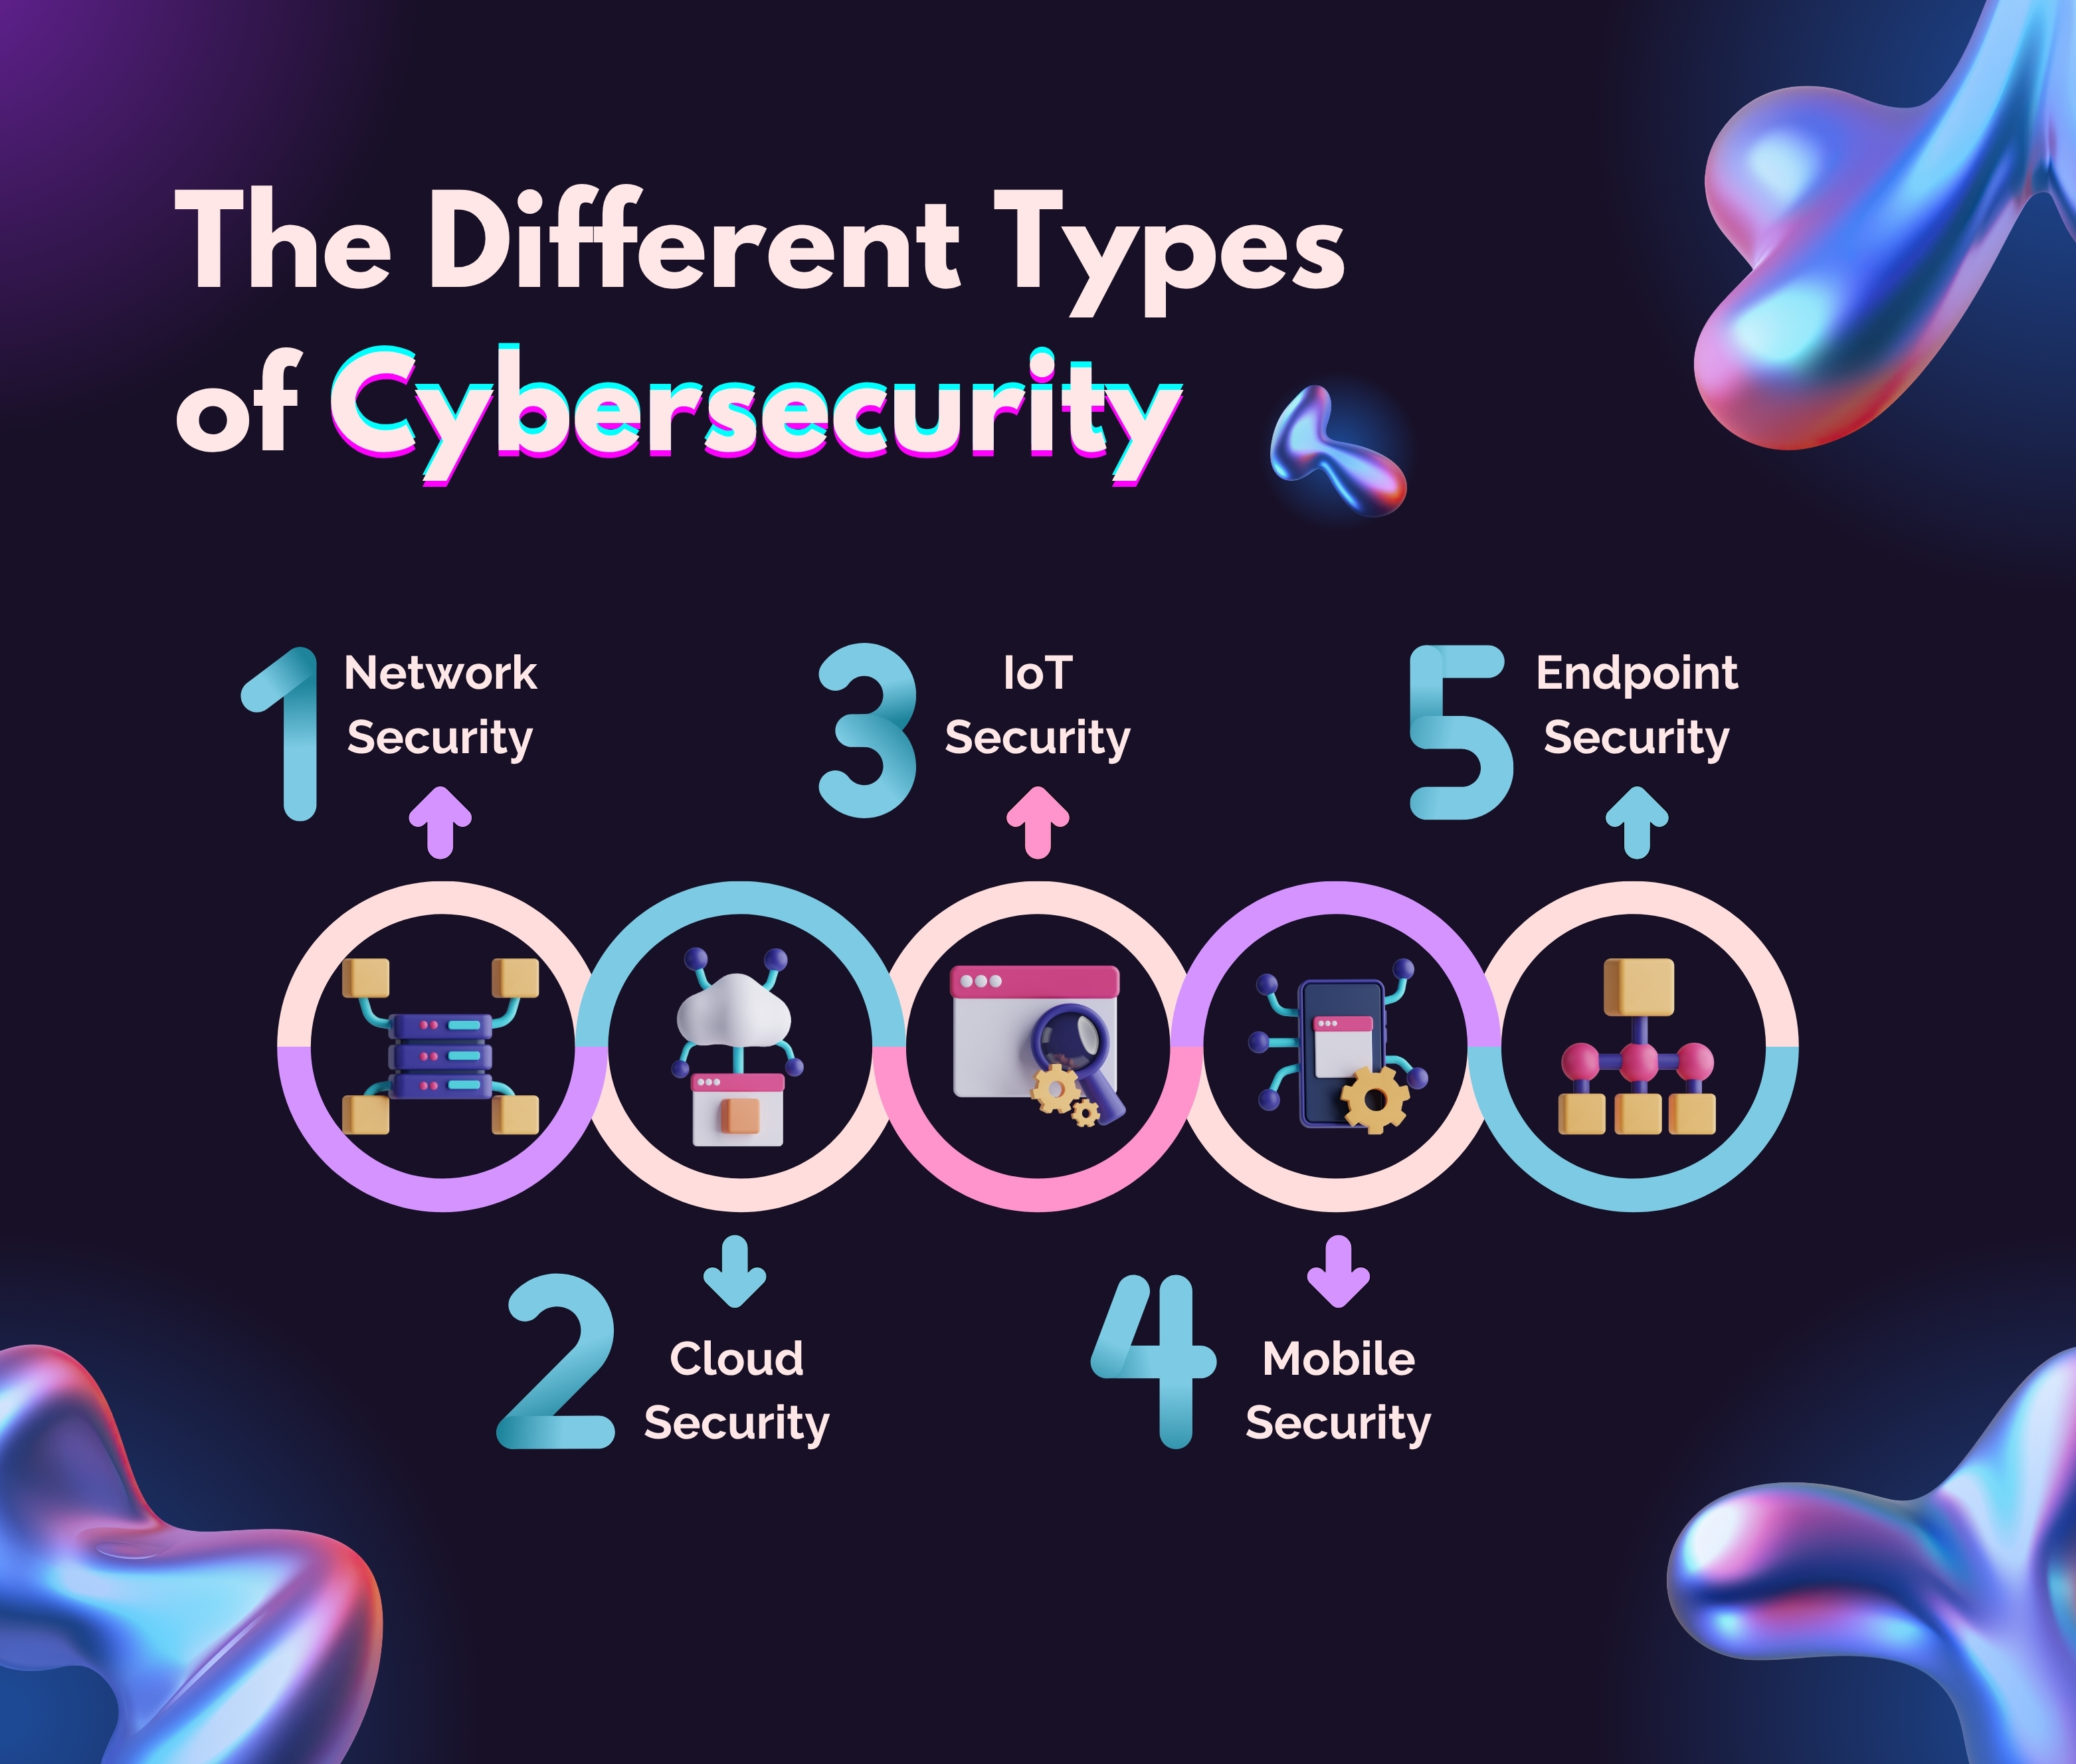 The Different Types
of Cybersecurity
1
Network
Security
3
IoT
Security
5
Endpoint
Security
2
Cloud
Security
4
Mobile
Security